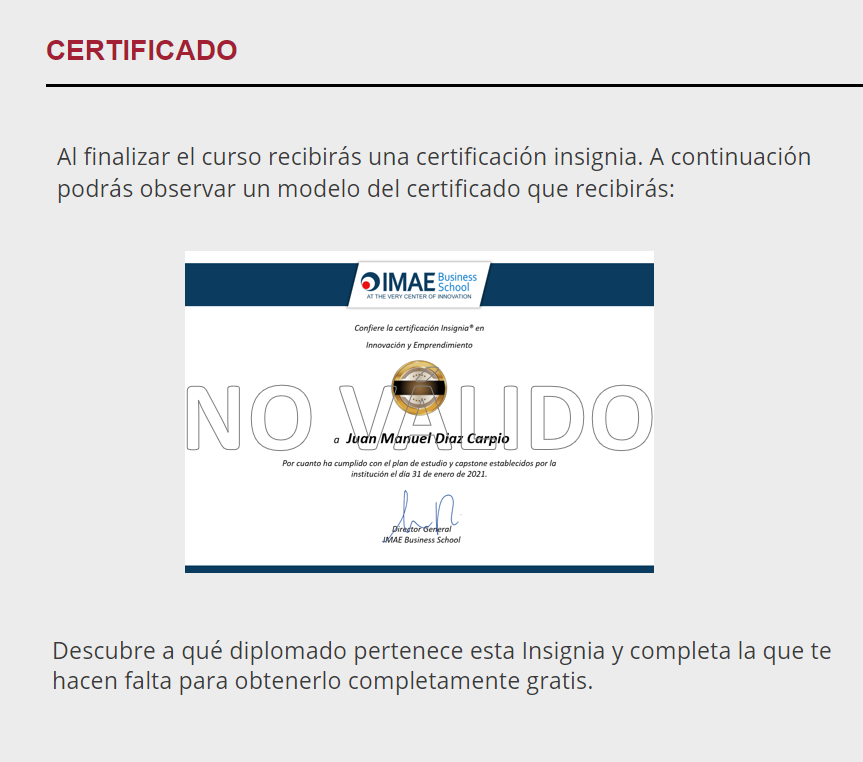 CERTIFICADO
Al finalizar el curso recibirás una certificación insignia. A continuación
podrás observar un modelo del certificado que recibirás:
IMAE Business
School
AT THE VERY CENTER OF INNOVATION
Confiere la certificación Insignia® en
Innovación y Emprendimiento
NO VALIDO
a Juan Manuel Diaz Carpio
Por cuanto ha cumplido con el plan de estudio y capstone establecidos por la
institución el día 31 de enero de 2021.
Director General
IMAE Business School
Descubre a qué diplomado pertenece esta Insignia y completa la que te
hacen falta para obtenerlo completamente gratis.